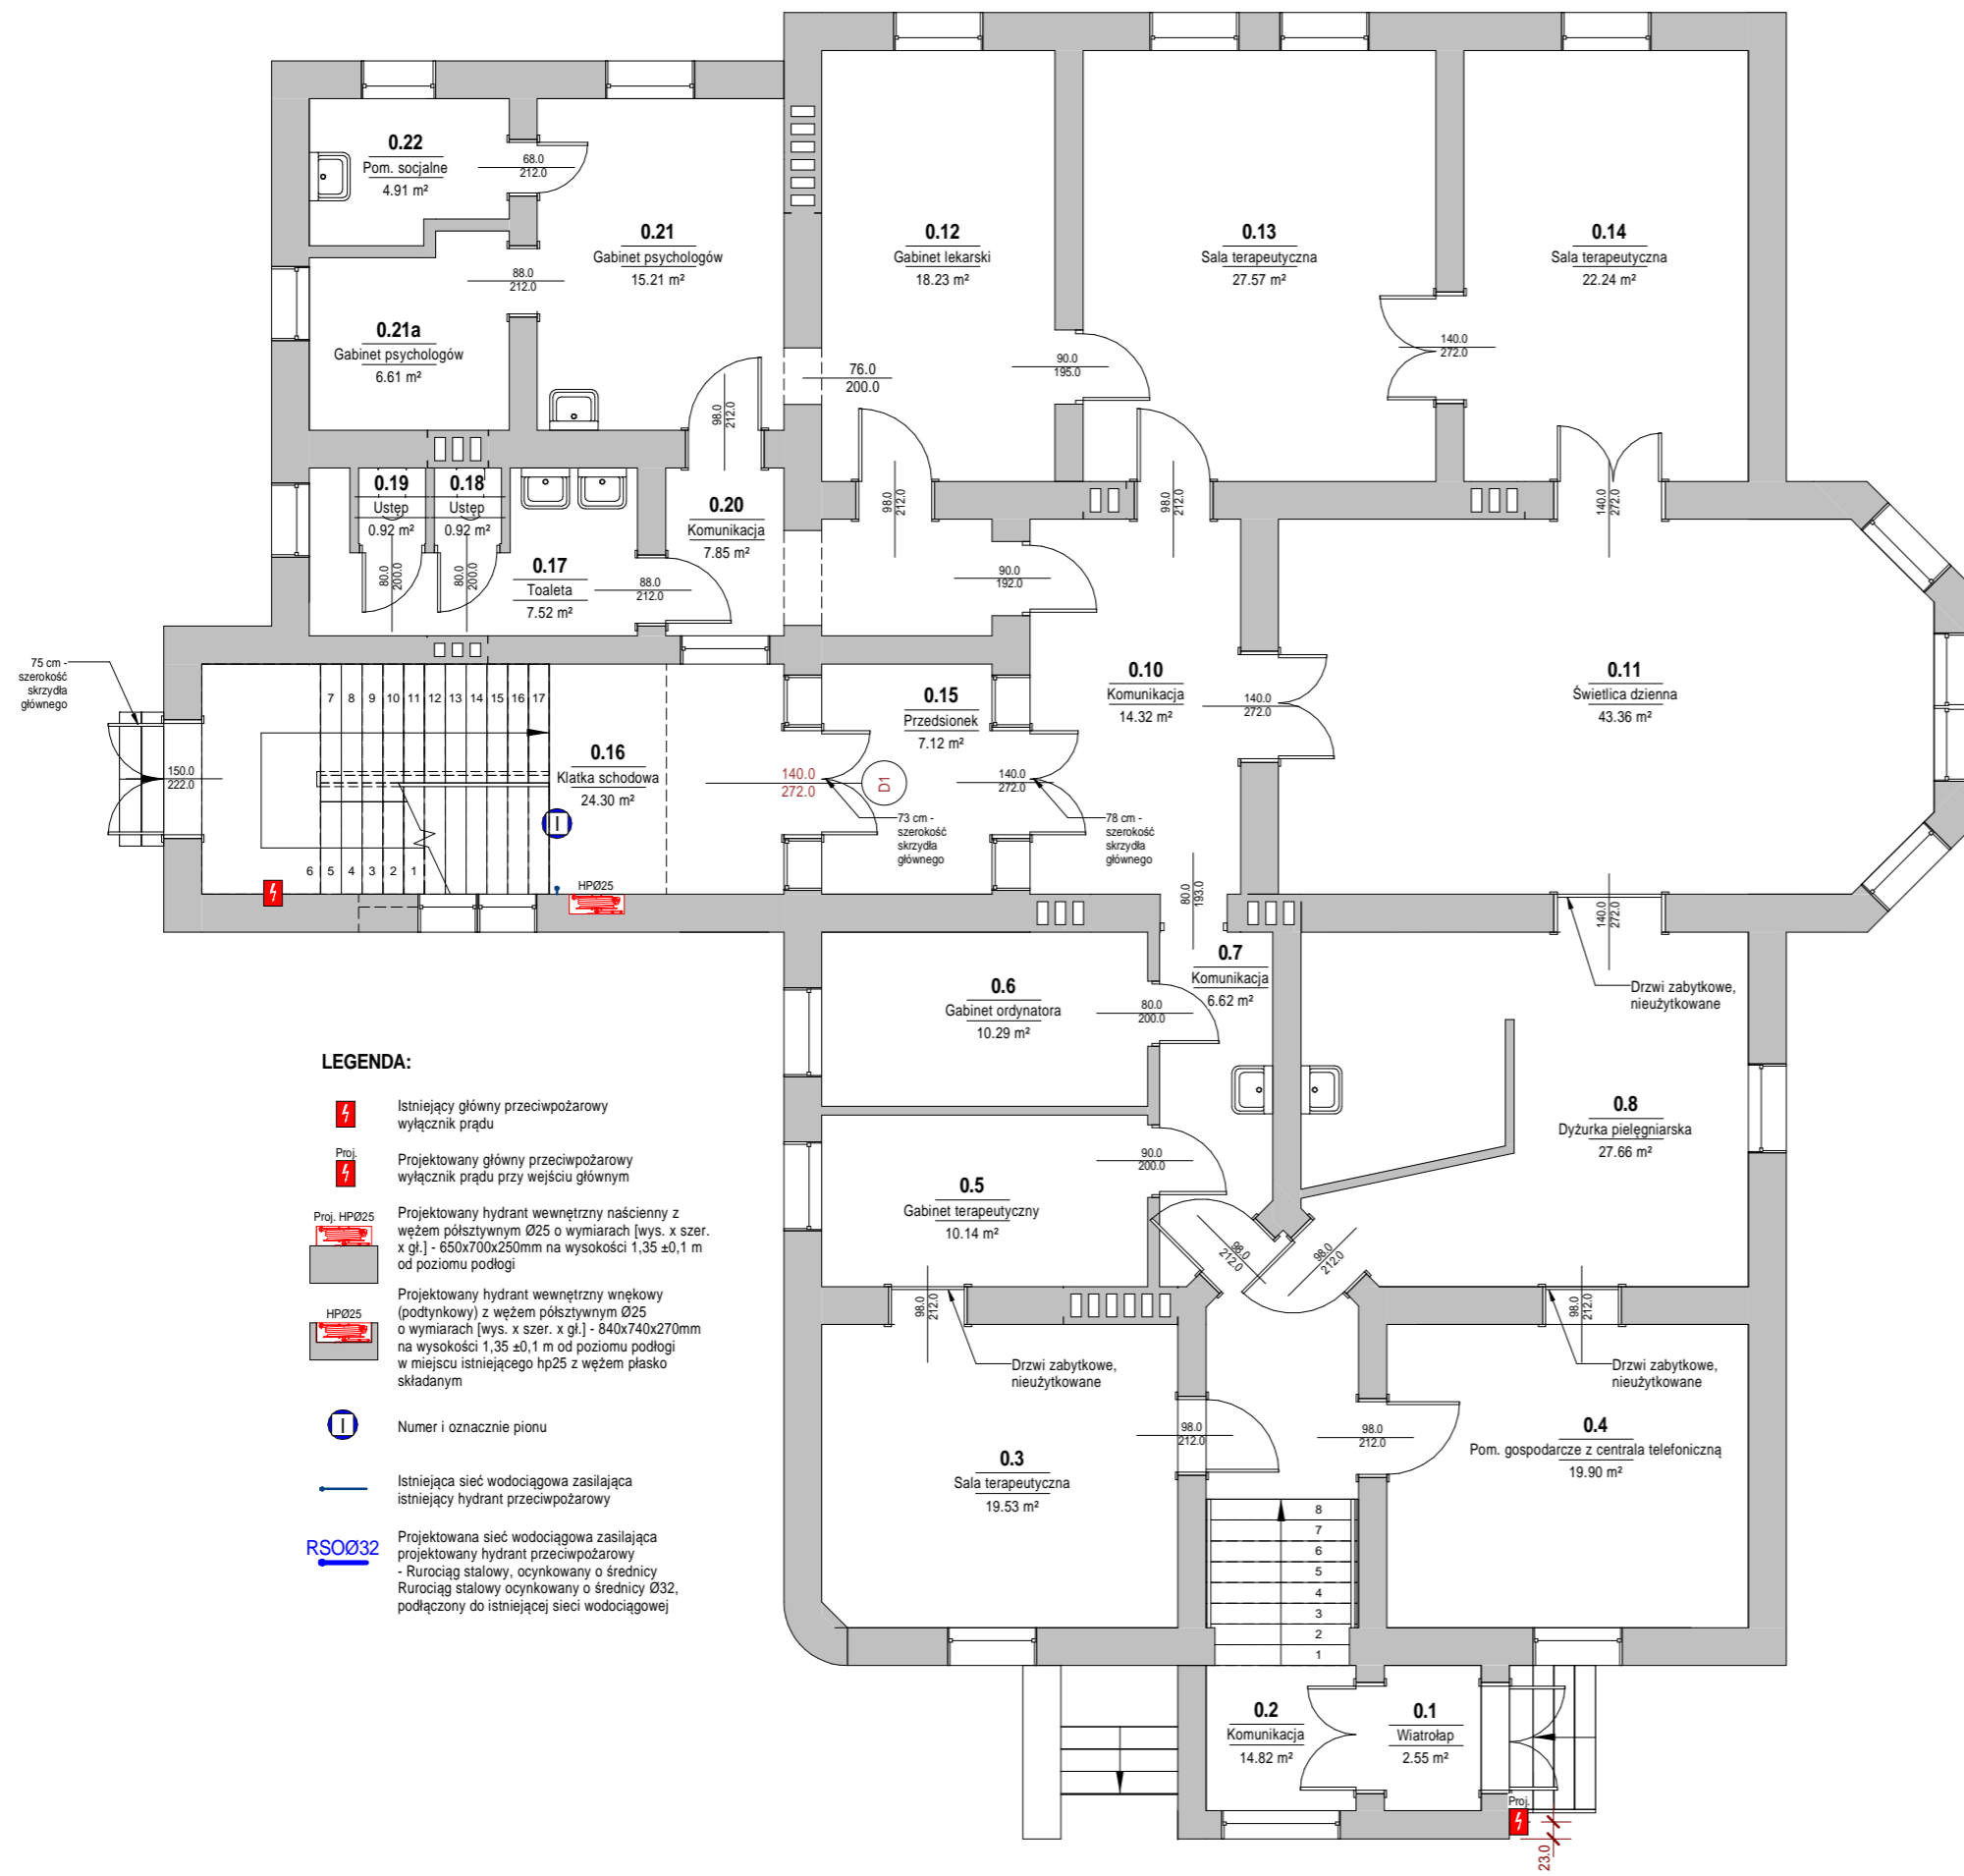 0.22
Pom. socjalne
4.91 m²
68.0
212.0
0.21
Gabinet psychologów
15.21 m²
88.0
212.0
0.21a
Gabinet psychologów
6.61 m²
0.12
Gabinet lekarski
18.23 m²
0.13
Sala terapeutyczna
27.57 m²
0.14
Sala terapeutyczna
22.24 m²
76.0
200.0
90.0
195.0
140.0
272.0
98.0
212.0
98.0
212.0
98.0
212.0
140.0
272.0
0.19
Ustęp
0.92 m²
0.18
Ustęp
0.92 m²
80.0
200.0
80.0
200.0
0.17
Toaleta
7.52 m²
88.0
212.0
0.20
Komunikacja
7.85 m²
90.0
192.0
75 cm -
szerokość
skrzydła
głównego
150.0
222.0
7 8 9 10 11 12 13 14 15 16 17
6 5 4 3 2 1
0.16
Klatka schodowa
24.30 m²
I
HPØ25
140.0
272.0
D1
0.15
Przedsionek
7.12 m²
73 cm -
szerokość
skrzydła
głównego
140.0
272.0
78 cm -
szerokość
skrzydła
głównego
0.10
Komunikacja
14.32 m²
140.0
272.0
0.11
Świetlica dzienna
43.36 m²
80.0
193.0
140.0
272.0
Drzwi zabytkowe,
nieużytkowane
0.7
Komunikacja
6.62 m²
0.6
Gabinet ordynatora
10.29 m²
80.0
200.0
0.8
Dyżurka pielęgniarska
27.66 m²
0.5
Gabinet terapeutyczny
10.14 m²
90.0
200.0
98.0
212.0
98.0
212.0
98.0
212.0
Drzwi zabytkowe,
nieużytkowane
98.0
212.0
Drzwi zabytkowe,
nieużytkowane
0.3
Sala terapeutyczna
19.53 m²
98.0
212.0
98.0
212.0
0.4
Pom. gospodarcze z centrala telefoniczną
19.90 m²
8
7
6
5
4
3
2
1
0.2
Komunikacja
14.82 m²
0.1
Wiatrołap
2.55 m²
Proj.
23.0
LEGENDA:
Istniejący główny przeciwpożarowy
wyłącznik prądu
Proj.
Projektowany główny przeciwpożarowy
wyłącznik prądu przy wejściu głównym
Proj. HPØ25
Projektowany hydrant wewnętrzny naścienny z
wężem półsztywnym Ø25 o wymiarach [wys. x szer.
x gł.] - 650x700x250mm na wysokości 1,35 ±0,1 m
od poziomu podłogi
HPØ25
Projektowany hydrant wewnętrzny wnękowy
(podtynkowy) z wężem półsztywnym Ø25
o wymiarach [wys. x szer. x gł.] - 840x740x270mm
na wysokości 1,35 ±0,1 m od poziomu podłogi
w miejscu istniejącego hp25 z wężem płasko
składanym
I
Numer i oznacznie pionu
Istniejąca sieć wodociągowa zasilająca
istniejący hydrant przeciwpożarowy
RSOØ32
Projektowana sieć wodociągowa zasilająca
projektowany hydrant przeciwpożarowy
- Rurociąg stalowy, ocynkowany o średnicy
Rurociąg stalowy ocynkowany o średnicy Ø32,
podłączony do istniejącej sieci wodociągowej